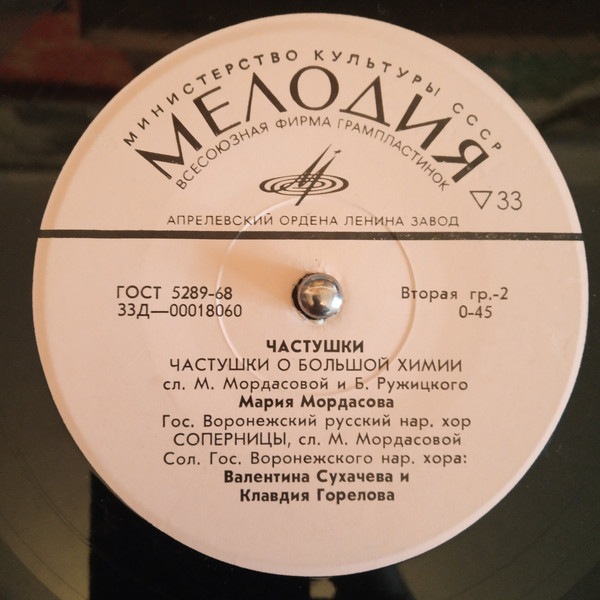 МИНИСТЕРСТВО КУЛЬТУРЫ СССР
МЕЛОДИЯ
ВСЕСОЮЗНАЯ ФИРМА ГРАМПЛАСТИНОК
▽33
АПРЕЛЕВСКИЙ ОРДЕНА ЛЕНИНА ЗАВОД
ГОСТ 5289-68 Вторая гр.-2
33Д—00018060 0-45
ЧАСТУШКИ
ЧАСТУШКИ О БОЛЬШОЙ ХИМИИ
сл. М. Мордасовой и Б. Ружицкого
Мария Мордасова
Гос. Воронежский русский нар. хор
СОПЕРНИЦЫ, сл. М. Мордасовой
Сол. Гос. Воронежского нар. хора:
Валентина Сухачева и
Клавдия Горелова